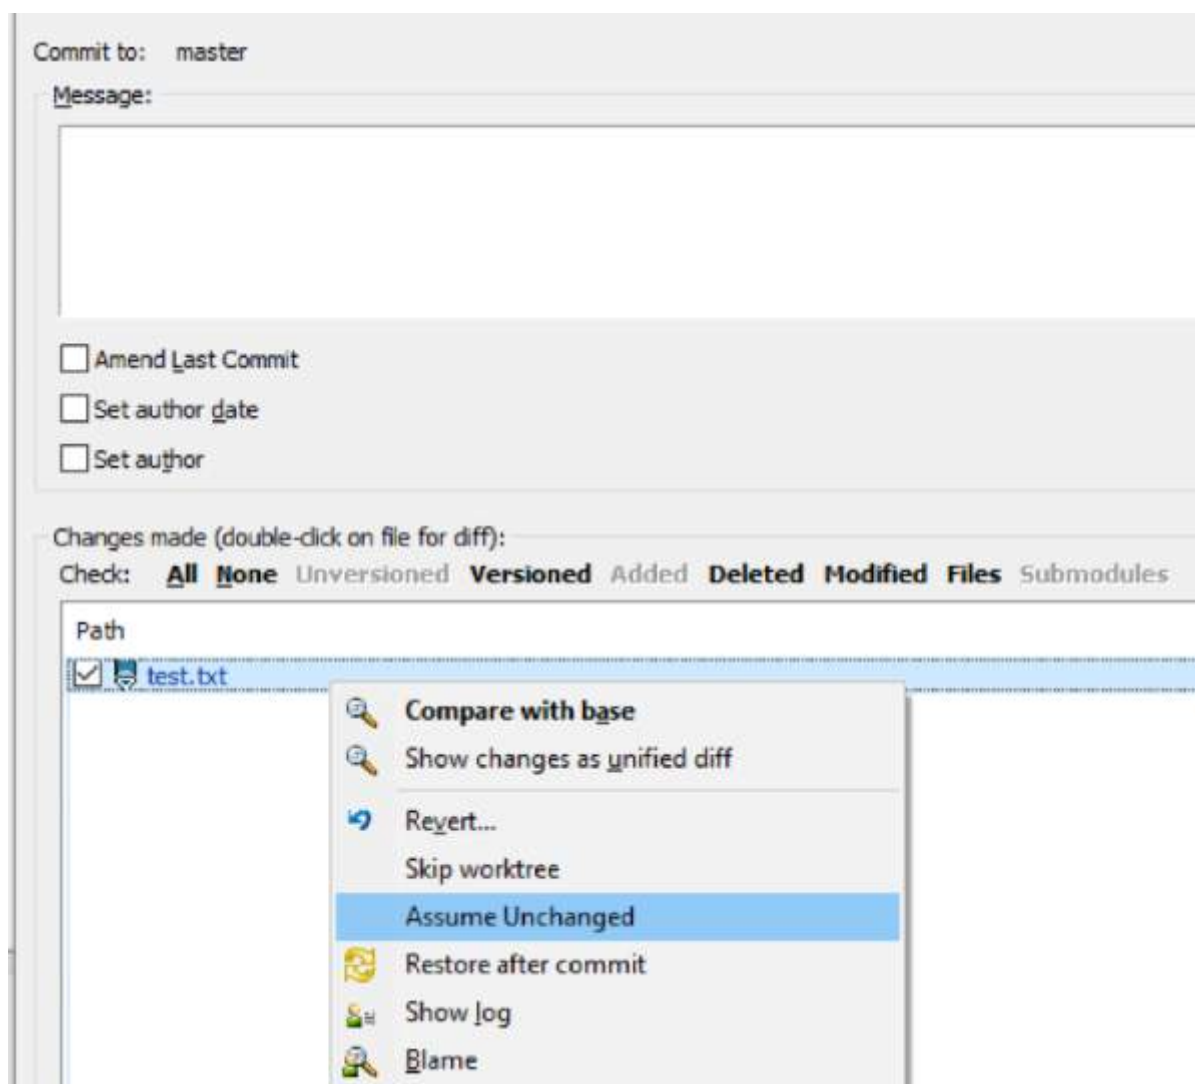 Commit to: master
Message:
Amend Last Commit
Set author date
Set author
Changes made (double-click on file for diff):
Check: All None Unversioned Versioned Added Deleted Modified Files Submodules
Path
test.txt
Compare with base
Show changes as unified diff
Revert...
Skip worktree
Assume Unchanged
Restore after commit
Show log
Blame